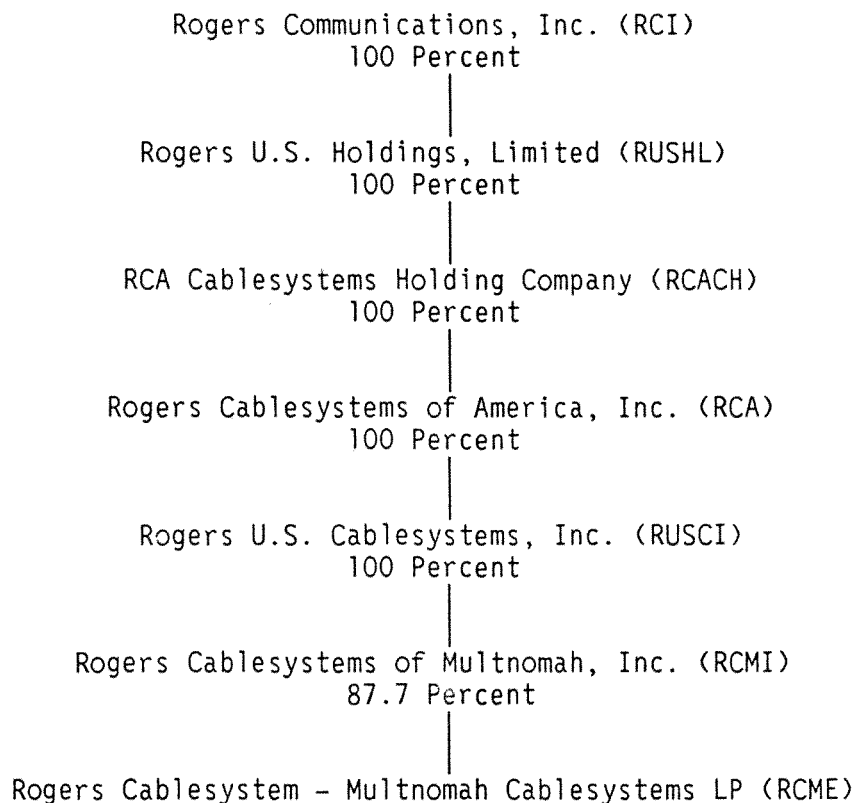 Rogers Communications, Inc. (RCI)
100 Percent
Rogers U.S. Holdings, Limited (RUSHL)
100 Percent
RCA Cablesystems Holding Company (RCACH)
100 Percent
Rogers Cablesystems of America, Inc. (RCA)
100 Percent
Rogers U.S. Cablesystems, Inc. (RUSCI)
100 Percent
Rogers Cablesystems of Multnomah, Inc. (RCMI)
87.7 Percent
Rogers Cablesystem - Multnomah Cablesystems LP (RCME)